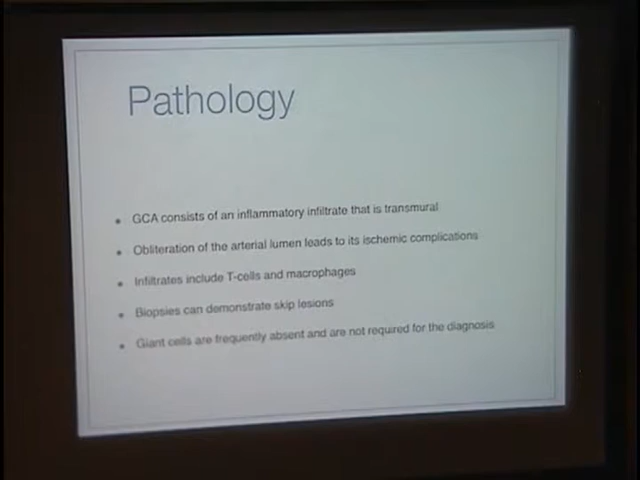 Pathology
• GCA consists of an inflammatory infiltrate that is transmural
• Obliteration of the arterial lumen leads to its ischemic complications
• Infiltrates include T-cells and macrophages
• Biopsies can demonstrate skip lesions
• Giant cells are frequently absent and are not required for the diagnosis